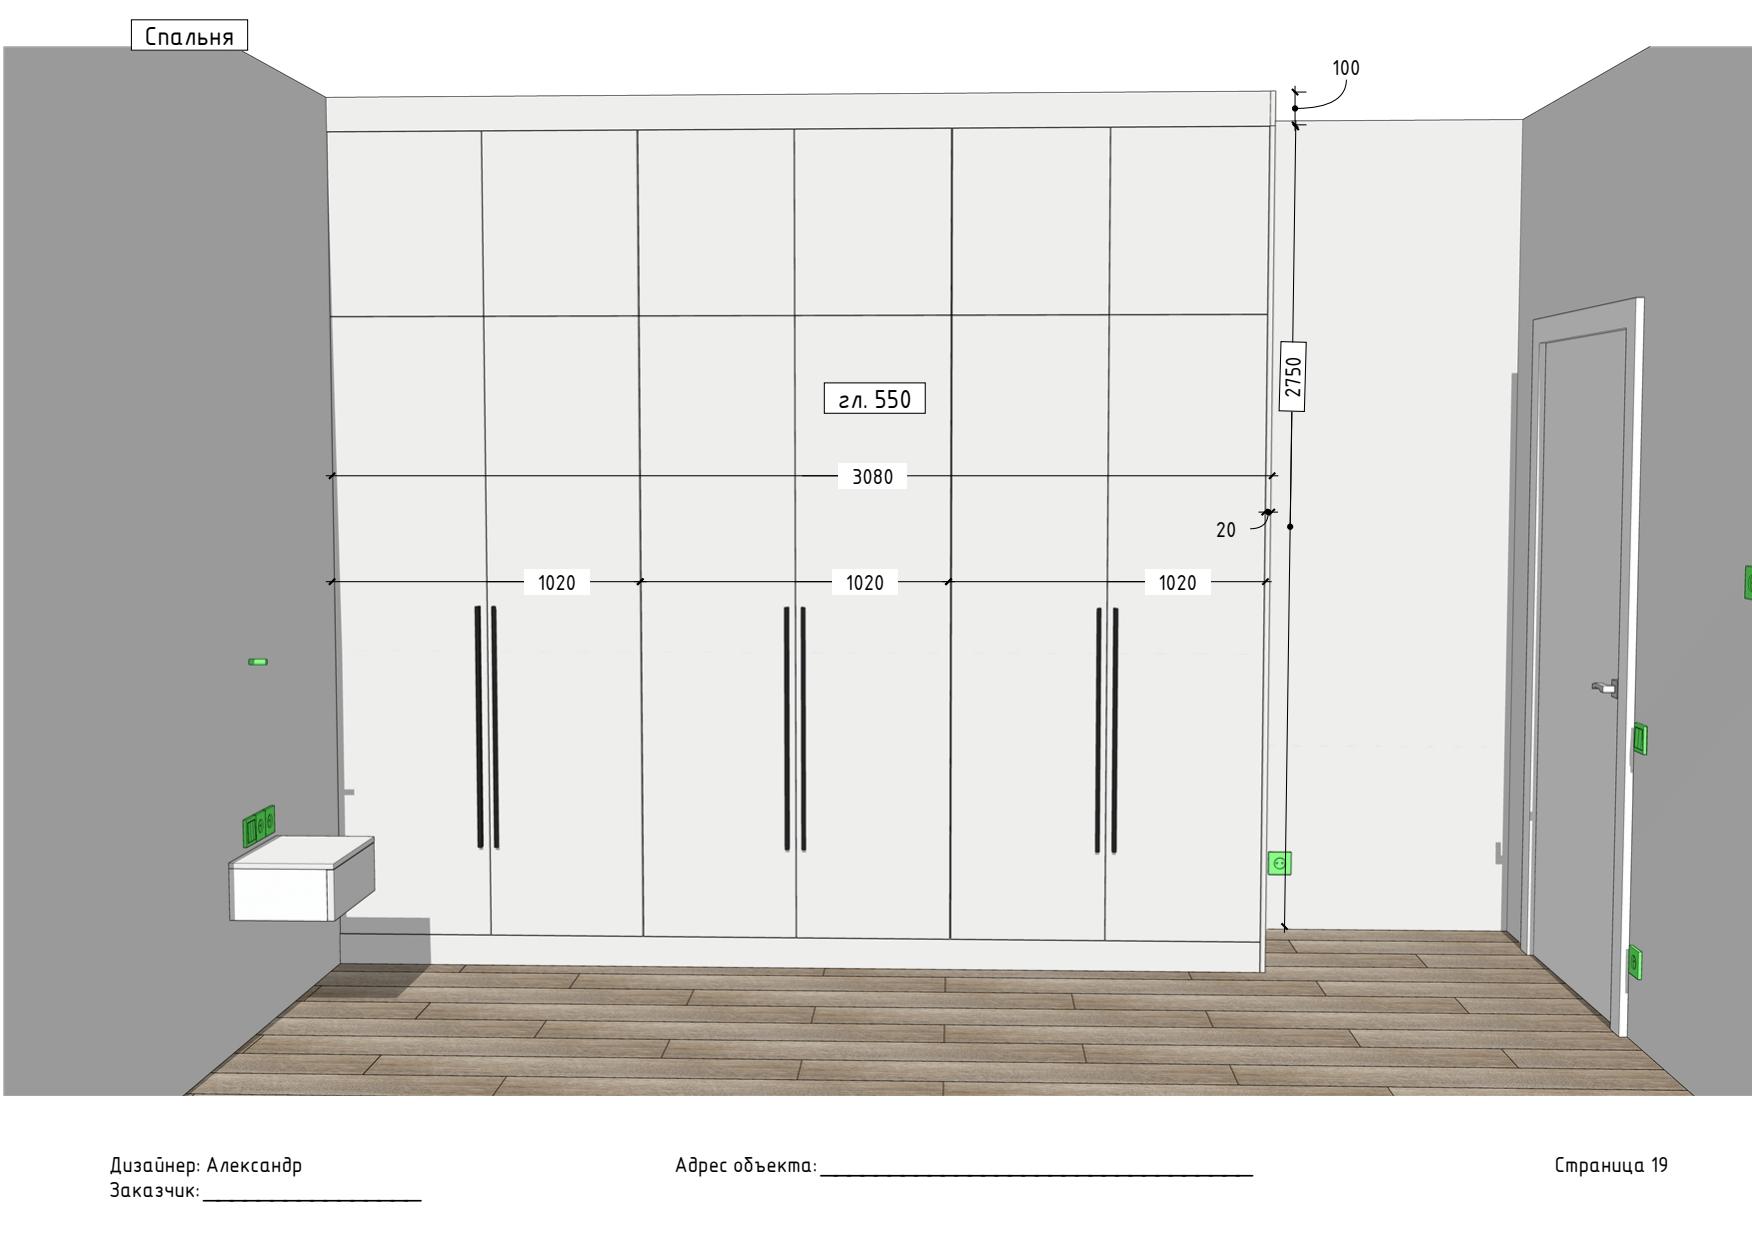 Спальня
100
2750
гл. 550
3080
20
1020
1020
1020
Дизайнер: Александр
Заказчик:
Адрес объекта:
Страница 19